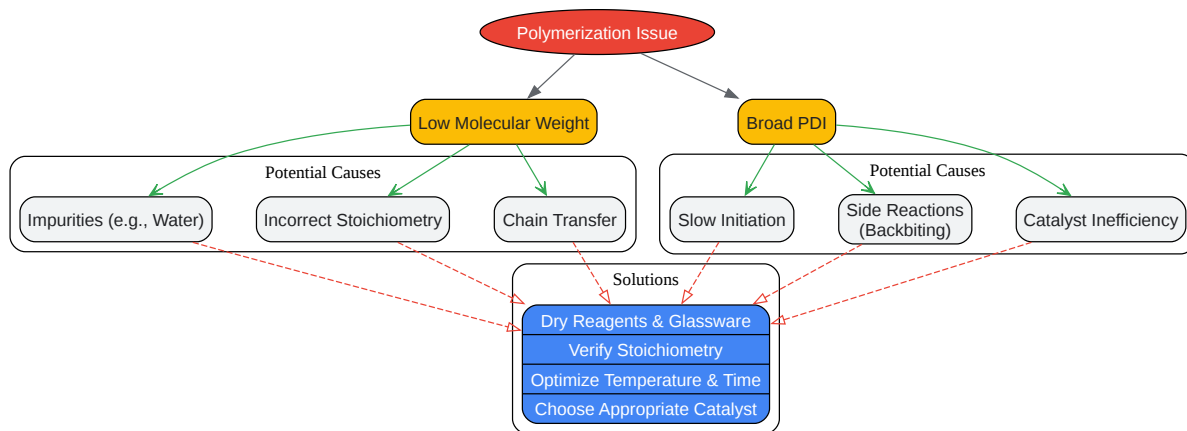 Polymerization Issue
Low Molecular Weight
Broad PDI
Potential Causes
Impurities (e.g., Water)
Incorrect Stoichiometry
Chain Transfer
Potential Causes
Slow Initiation
Side Reactions
(Backbiting)
Catalyst Inefficiency
Solutions
Dry Reagents & Glassware
Verify Stoichiometry
Optimize Temperature & Time
Choose Appropriate Catalyst